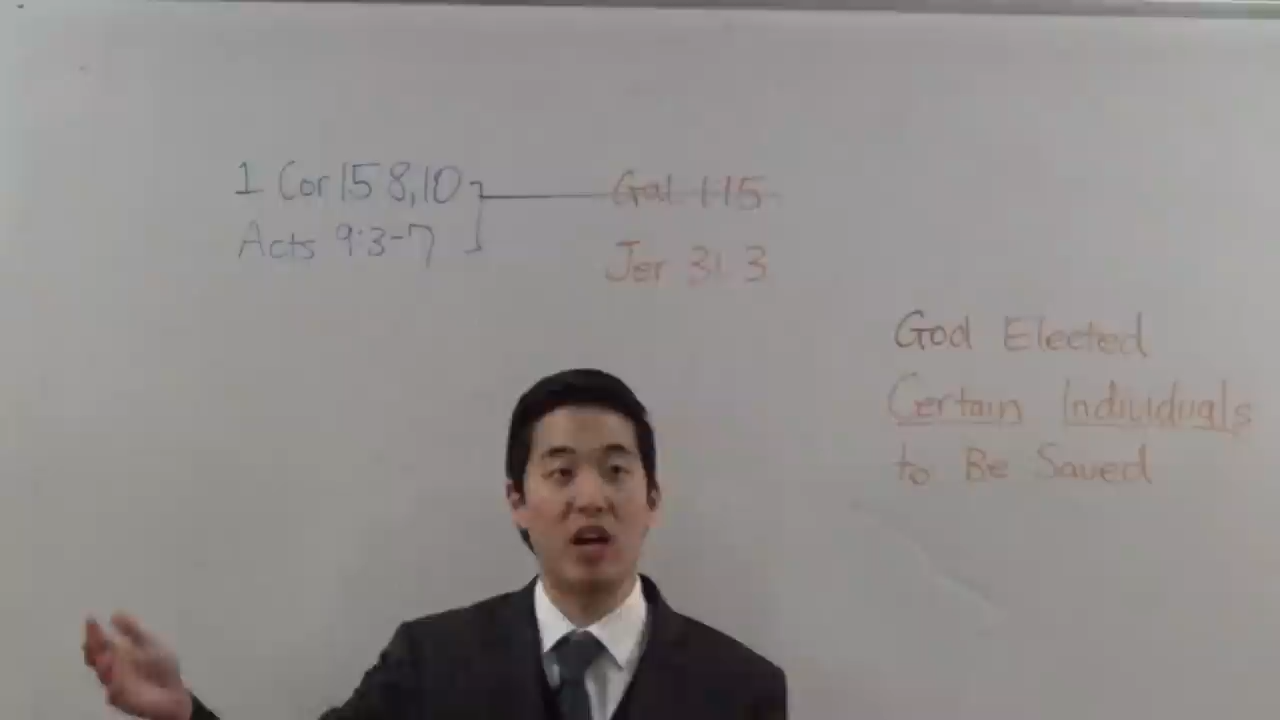 1 Cor 15 8,10
Acts 9:3-7
Gal 1 15
Jer 31 3
God Elected
Certain Individuals
to Be Saved